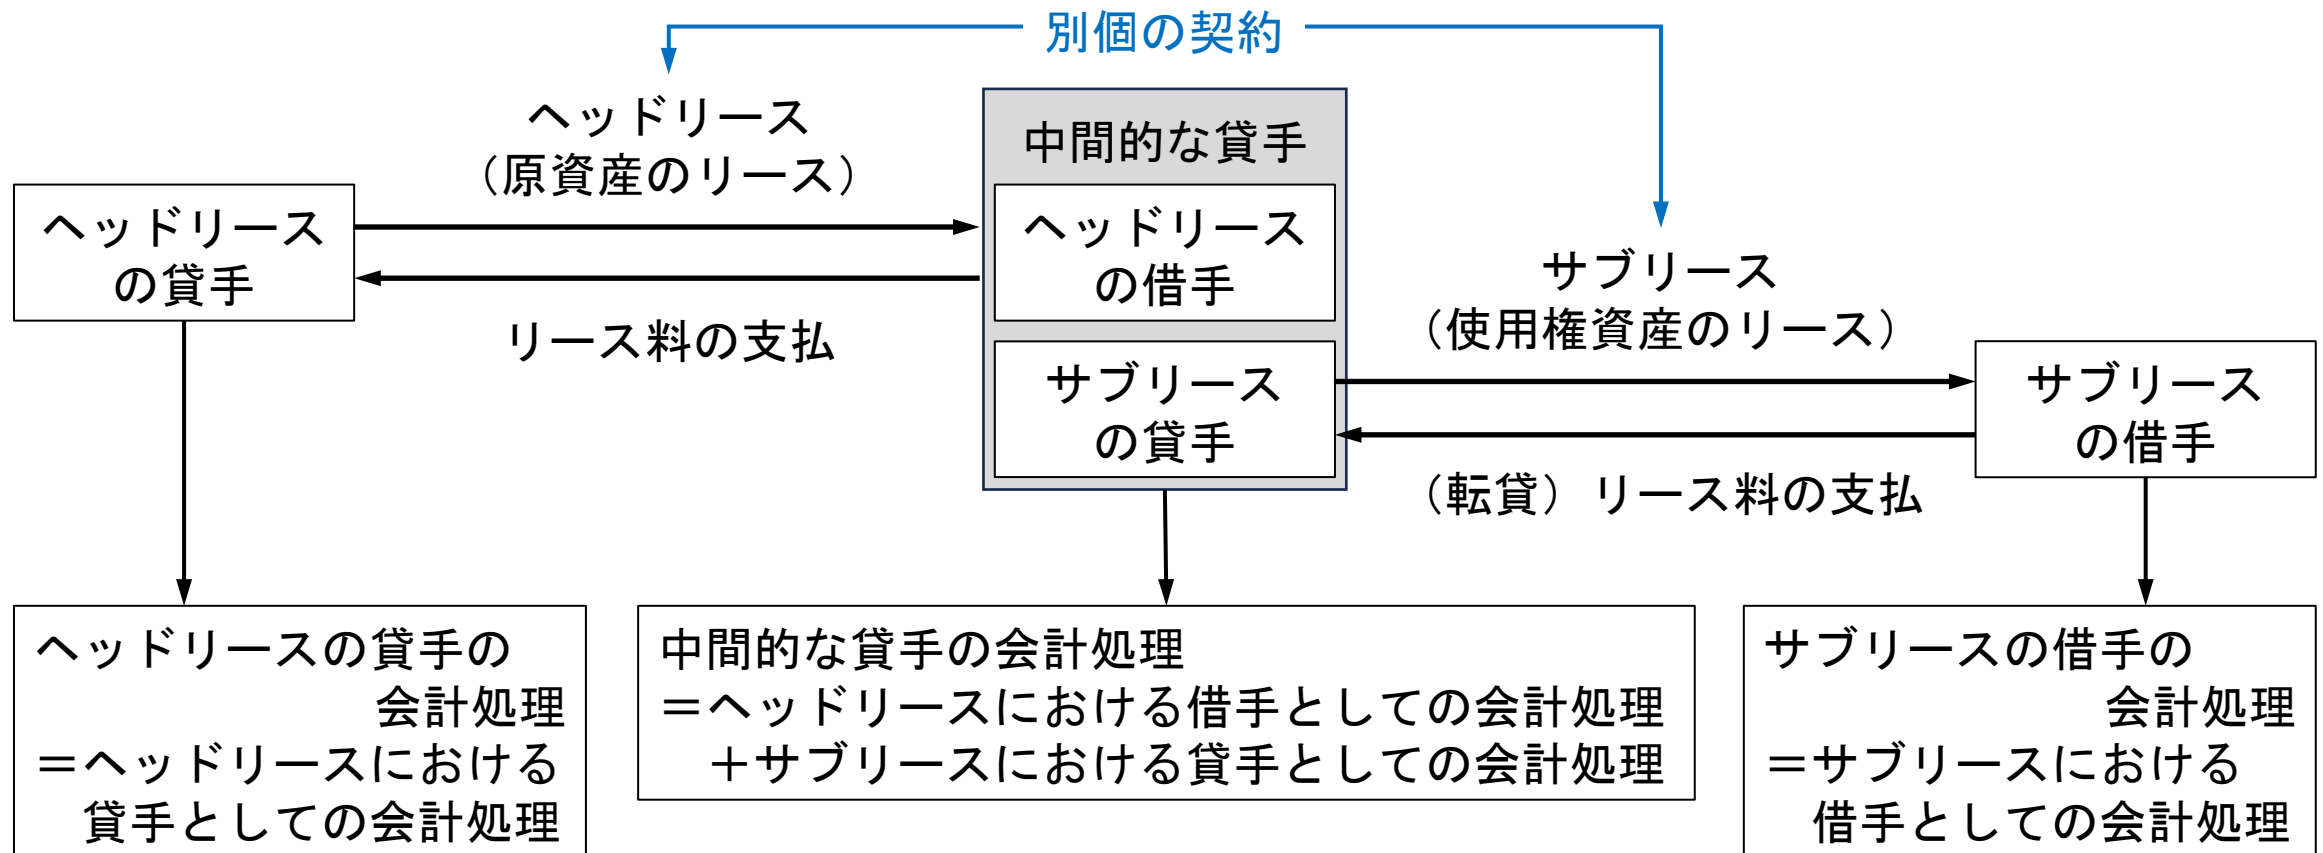 別個の契約
ヘッドリース
（原資産のリース）
中間的な貸手
ヘッドリース
の貸手
ヘッドリース
の借手
リース料の支払
サブリース
（使用権資産のリース）
サブリース
の貸手
サブリース
の借手
（転貸）リース料の支払
ヘッドリースの貸手の
会計処理
＝ヘッドリースにおける
貸手としての会計処理
中間的な貸手の会計処理
＝ヘッドリースにおける借手としての会計処理
＋サブリースにおける貸手としての会計処理
サブリースの借手の
会計処理
＝サブリースにおける
借手としての会計処理